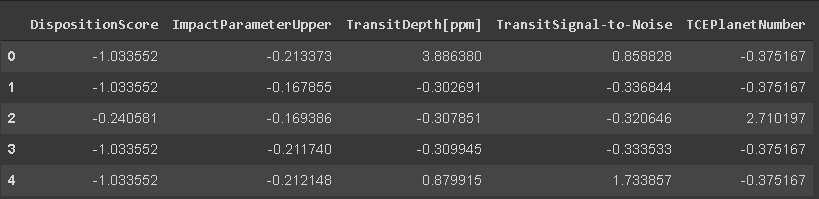 DispositionScore ImpactParameterUpper TransitDepth[ppm] TransitSignal-to-Noise TCEPlanetNumber
0 -1.033552 -0.213373 3.886380 0.858828 -0.375167
1 -1.033552 -0.167855 -0.302691 -0.336844 -0.375167
2 -0.240581 -0.169386 -0.307851 -0.320646 2.710197
3 -1.033552 -0.211740 -0.309945 -0.333533 -0.375167
4 -1.033552 -0.212148 0.879915 1.733857 -0.375167